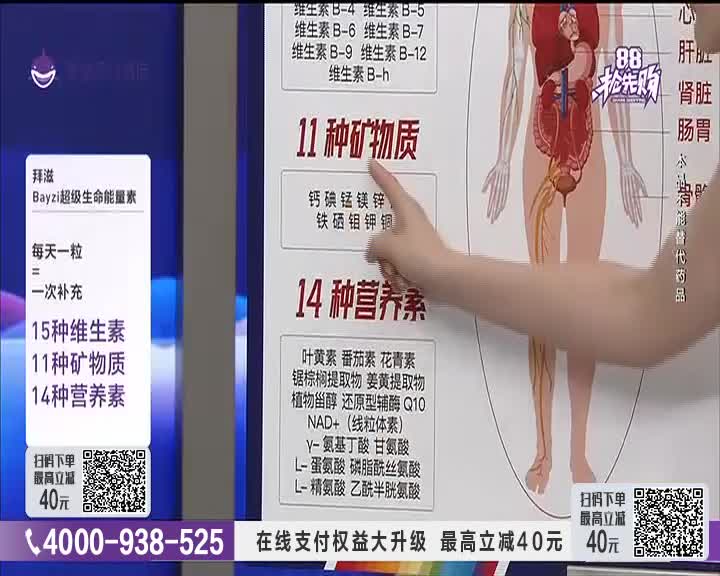 维生素 B-4 维生素 B-5
维生素 B-6 维生素 B-7
维生素 B-9 维生素 B-12
维生素 B-h
11 种矿物质
钙 碘 锰 镁 锌
铁 硒 钼 钾 铜
14 种营养素
叶黄素 番茄素 花青素
锯棕榈提取物 姜黄提取物
植物甾醇 还原型辅酶 Q10
NAD+（线粒体素）
γ- 氨基丁酸 甘氨酸
L- 蛋氨酸 磷脂酰丝氨酸
L- 精氨酸 乙酰半胱氨酸
心
肝脏
肾脏
肠胃
骨骼
88
抢先购
能替代药品
拜滋
Bayzi超级生命能量素
每天一粒
=
一次补充
15种维生素
11种矿物质
14种营养素
扫码下单
最高立减
40元
扫码下单
最高立减
40元
4000-938-525
在线支付权益大升级 最高立减40元